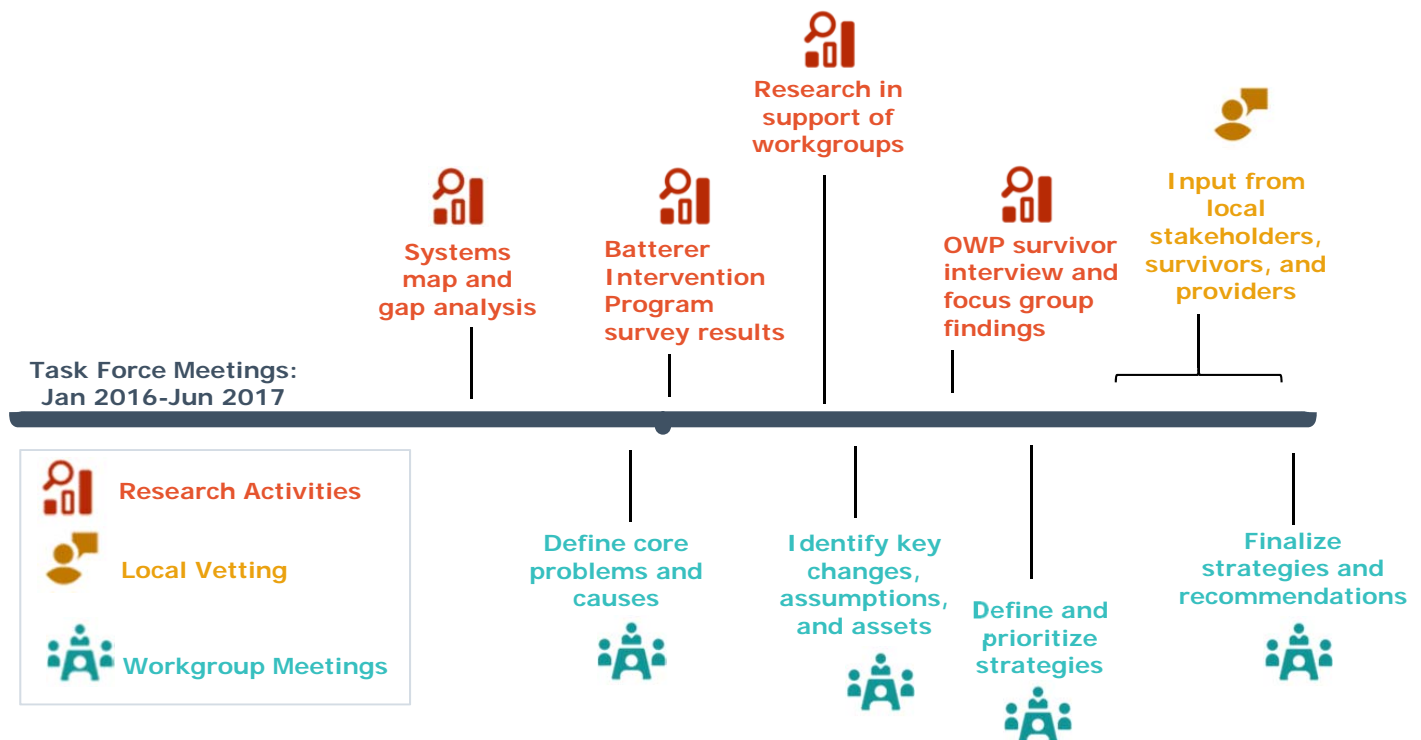 Research in
support of
workgroups
Input from
local
stakeholders,
survivors, and
providers
Systems
map and
gap analysis
Batterer
Intervention
Program
survey results
OWP survivor
interview and
focus group
findings
Task Force Meetings:
Jan 2016-Jun 2017
Research Activities
Local Vetting
Workgroup Meetings
Define core
problems and
causes
Identify key
changes,
assumptions,
and assets
Define and
prioritize
strategies
Finalize
strategies and
recommendations